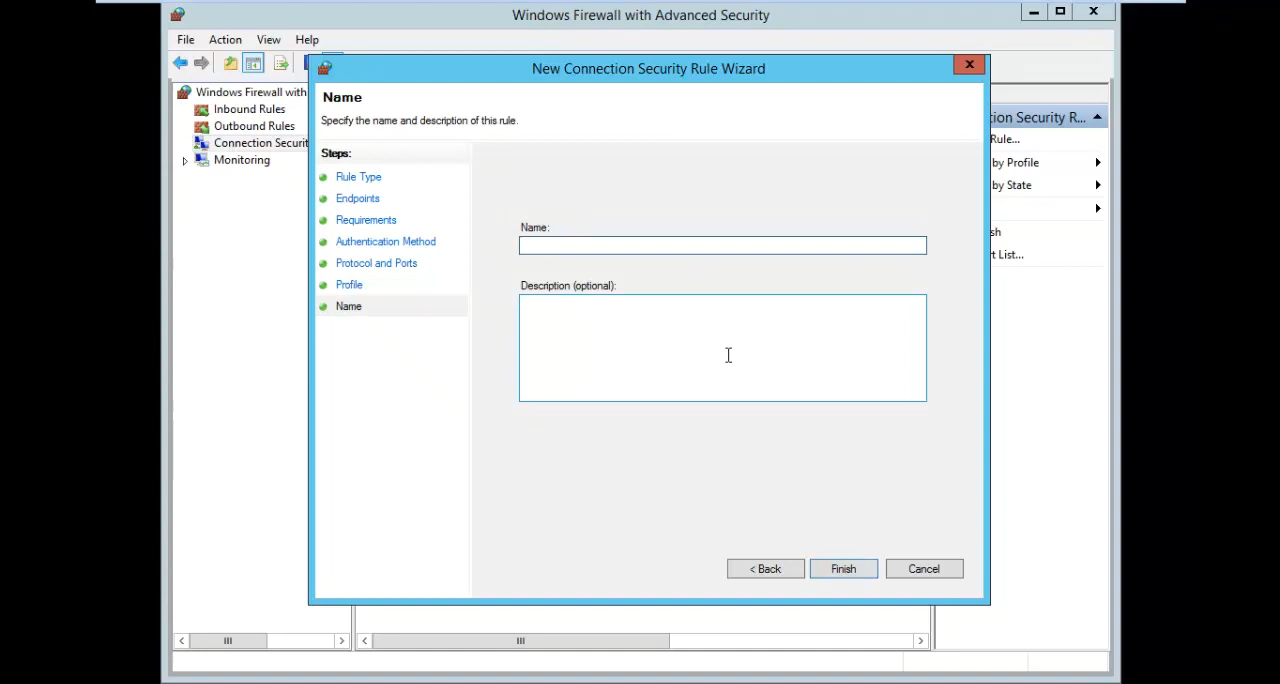 Windows Firewall with Advanced Security
File Action View Help
New Connection Security Rule Wizard
Windows Firewall with
Inbound Rules
Outbound Rules
Connection Securit
Monitoring
Name
Specify the name and description of this rule.
Steps:
Rule Type
Endpoints
Requirements
Authentication Method
Protocol and Ports
Profile
Name
Name:
Description (optional):
< Back
Finish
Cancel
tion Security R...
Rule...
by Profile
by State
sh
t List...